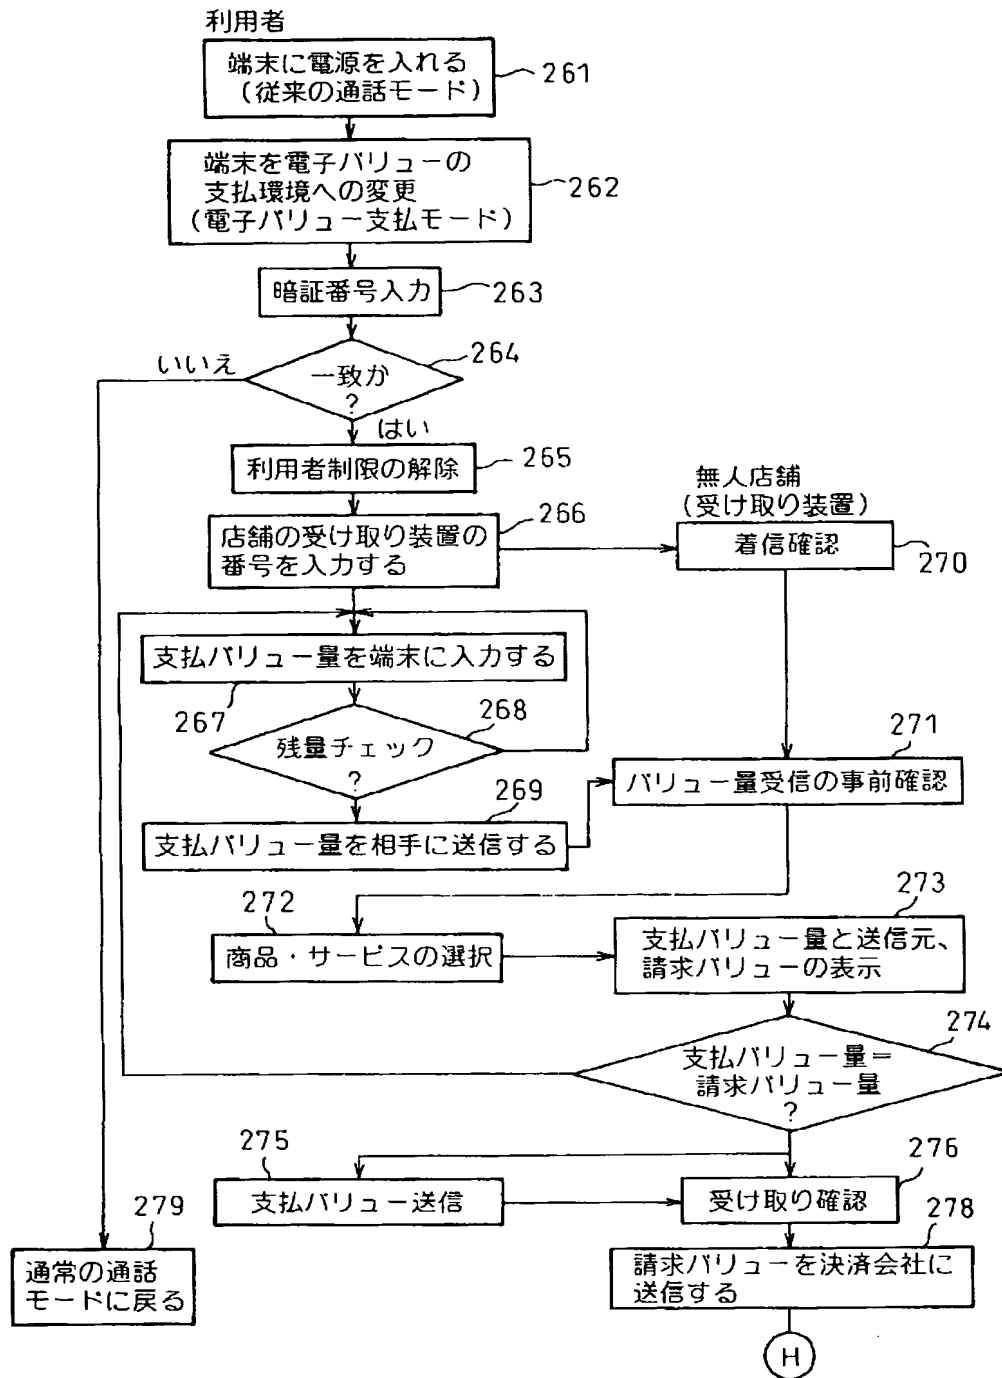 利用者
端末に電源を入れる
(従来の通話モード)
261
端末を電子バリューの
支払環境への変更
(電子バリュー支払モード)
262
暗証番号入力
263
264
いいえ
一致か
?
はい
利用者制限の解除
265
266
店舗の受け取り装置の
番号を入力する
無人店舗
(受け取り装置)
着信確認
270
支払バリュー量を端末に入力する
267
268
残量チェック
?
271
バリュー量受信の事前確認
269
支払バリュー量を相手に送信する
272
商品・サービスの選択
273
支払バリュー量と送信元、
請求バリューの表示
274
支払バリュー量=
請求バリュー量
?
275
支払バリュー送信
276
受け取り確認
278
請求バリューを決済会社に
送信する
279
通常の通話
モードに戻る
H